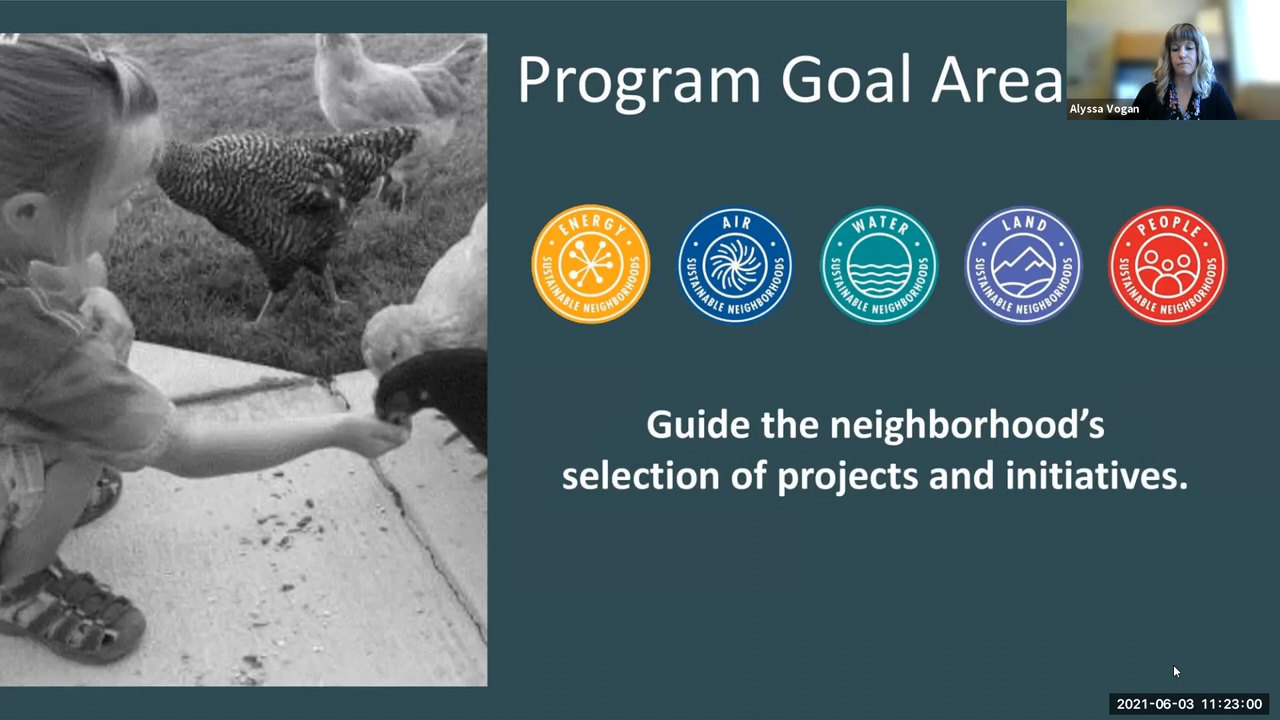 Program Goal Area
Alyssa Vogan
ENERGY
SUSTAINABLE NEIGHBORHOODS
AIR
SUSTAINABLE NEIGHBORHOODS
WATER
SUSTAINABLE NEIGHBORHOODS
LAND
SUSTAINABLE NEIGHBORHOODS
PEOPLE
SUSTAINABLE NEIGHBORHOODS
Guide the neighborhood’s
selection of projects and initiatives.
2021-06-03 11:23:00